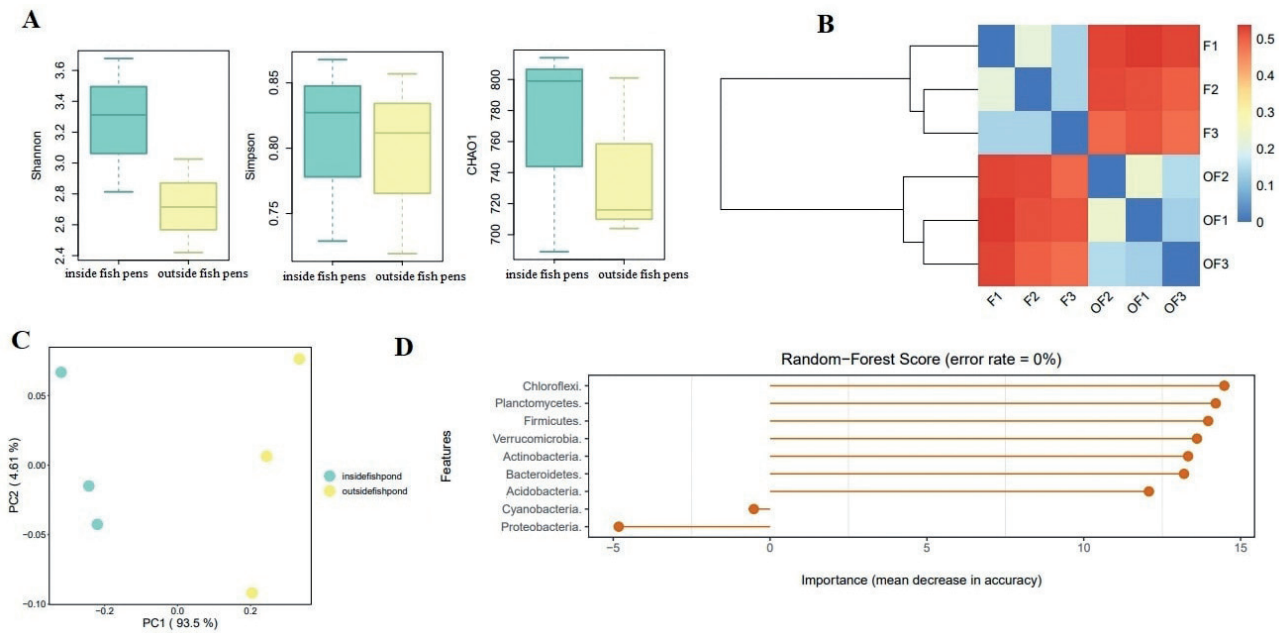 A
Shannon
2.4 2.6 2.8 3.0 3.2 3.4 3.6
inside fish pens outside fish pens
Simpson
0.75 0.80 0.85
inside fish pens outside fish pens
CHAO1
700 720 740 760 780 800
inside fish pens outside fish pens
B
F1
F2
F3
OF2
OF1
OF3
F1 F2 F3 OF2 OF1 OF3
0.5
0.4
0.3
0.2
0.1
0
C
PC2 ( 4.61 %)
0.05
0.00
−0.05
−0.10
−0.2 0.0 0.2
PC1 ( 93.5 %)
insidefishpond
outsidefishpond
D
Random−Forest Score (error rate = 0%)
Features
Chloroflexi.
Planctomycetes.
Firmicutes.
Verrucomicrobia.
Actinobacteria.
Bacteroidetes.
Acidobacteria.
Cyanobacteria.
Proteobacteria.
−5 0 5 10 15
Importance (mean decrease in accuracy)